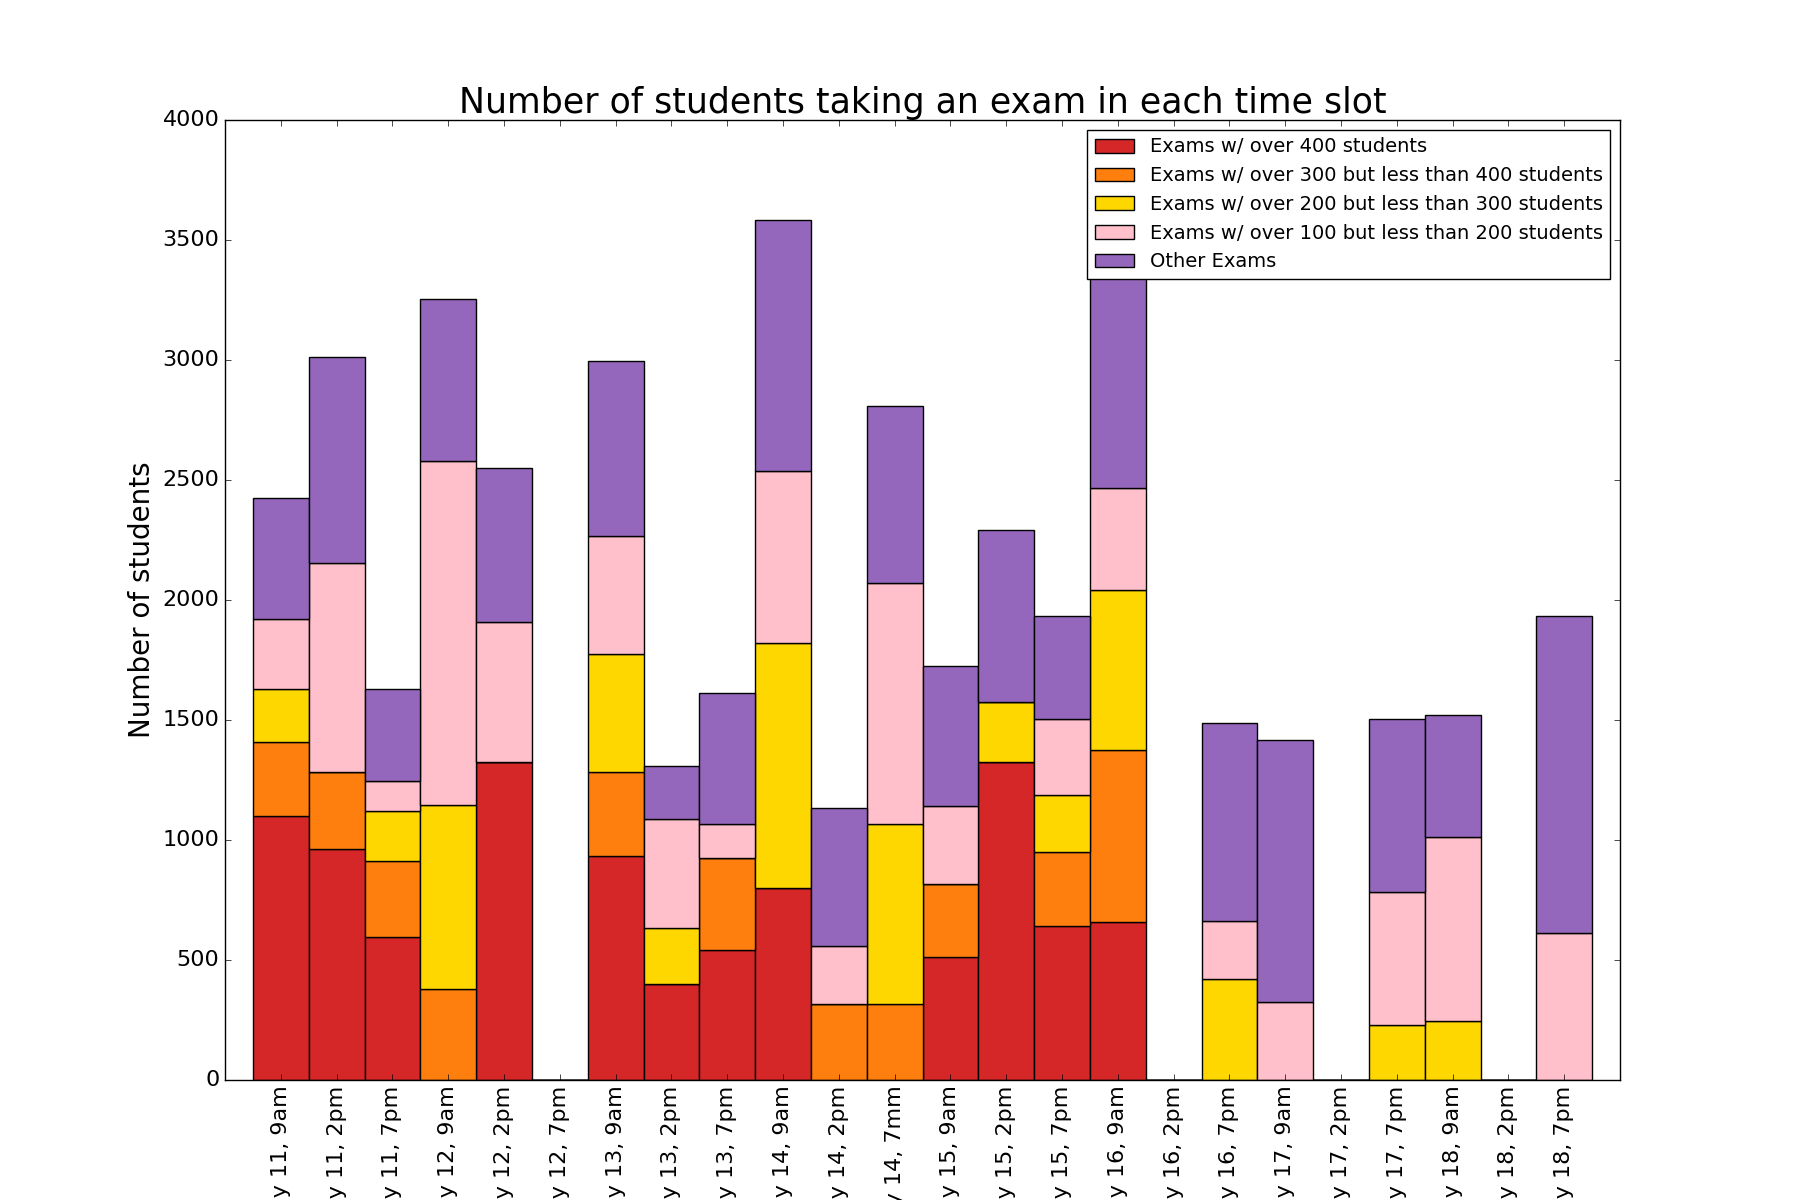 Number of students taking an exam in each time slot
Number of students
4000
3500
3000
2500
2000
1500
1000
500
0
Exams w/ over 400 students
Exams w/ over 300 but less than 400 students
Exams w/ over 200 but less than 300 students
Exams w/ over 100 but less than 200 students
Other Exams
y 11, 9am
y 11, 2pm
y 11, 7pm
y 12, 9am
y 12, 2pm
y 12, 7pm
y 13, 9am
y 13, 2pm
y 13, 7pm
y 14, 9am
y 14, 2pm
y 14, 7mm
y 15, 9am
y 15, 2pm
y 15, 7pm
y 16, 9am
y 16, 2pm
y 16, 7pm
y 17, 9am
y 17, 2pm
y 17, 7pm
y 18, 9am
y 18, 2pm
y 18, 7pm